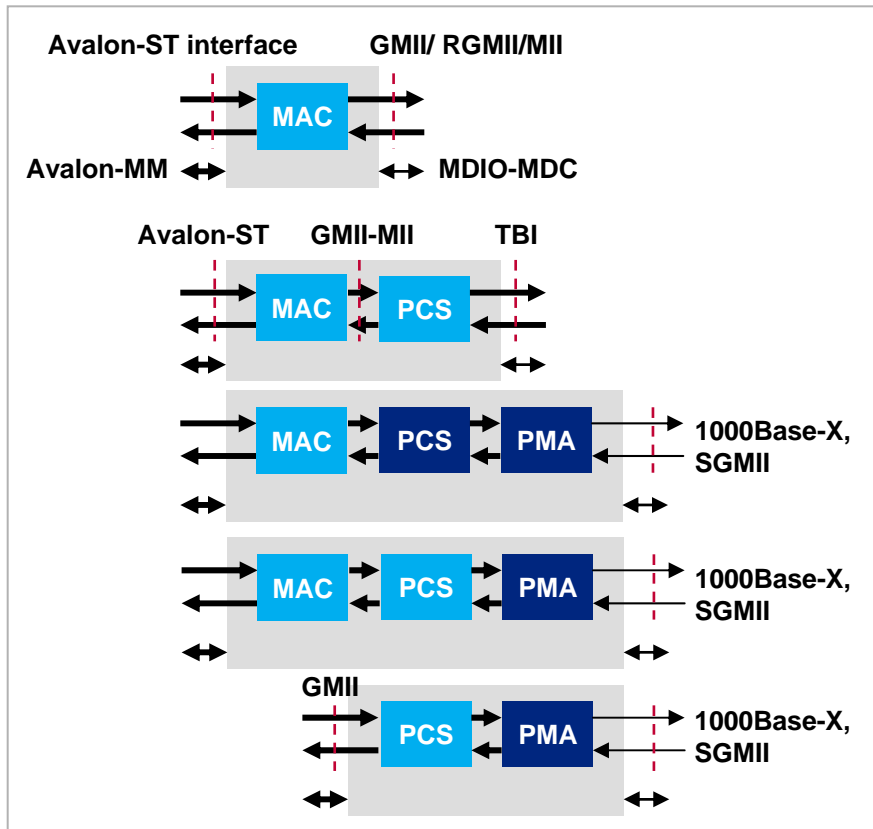 Avalon-ST interface
GMII/ RGMII/MII
MAC
Avalon-MM
MDIO-MDC
Avalon-ST
GMII-MII
TBI
MAC
PCS
MAC
PCS
PMA
1000Base-X,
SGMII
MAC
PCS
PMA
1000Base-X,
SGMII
GMII
PCS
PMA
1000Base-X,
SGMII